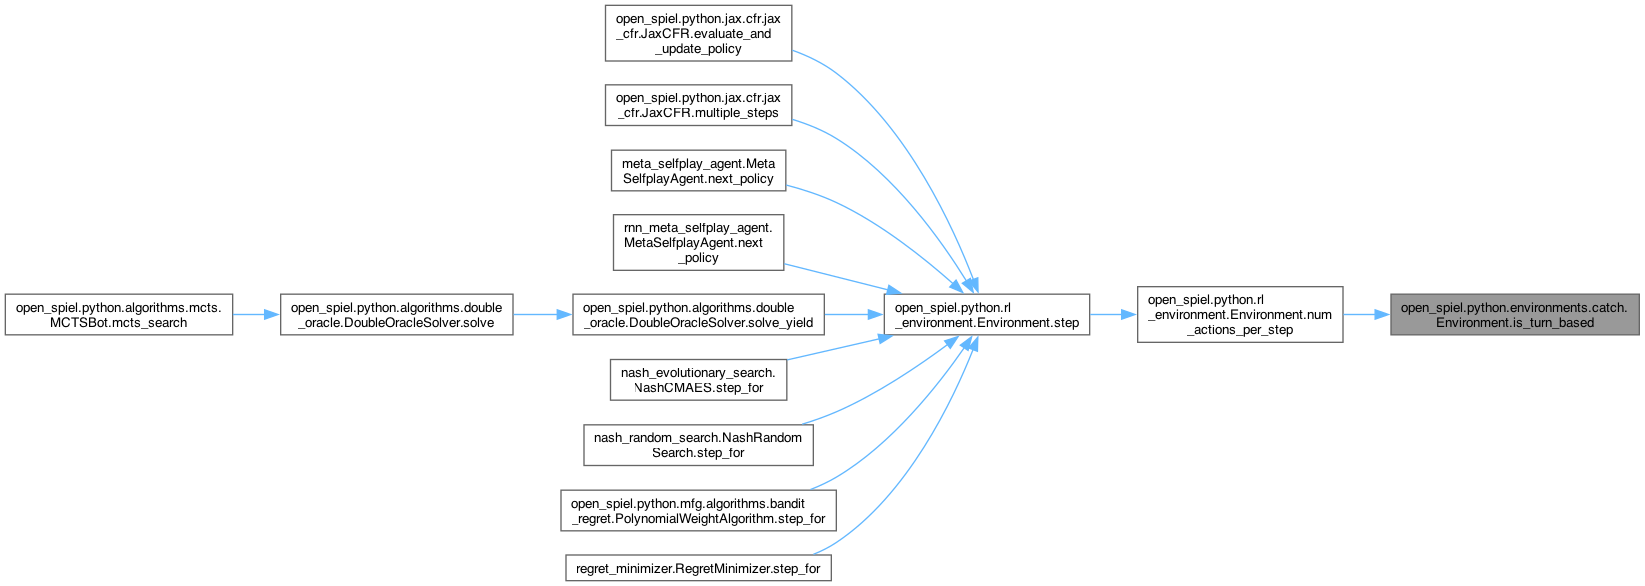 open_spiel.python.jax.cfr.jax
_cfr.JaxCFR.evaluate_and
_update_policy
open_spiel.python.jax.cfr.jax
_cfr.JaxCFR.multiple_steps
meta_selfplay_agent.Meta
SelfplayAgent.next_policy
rnn_meta_selfplay_agent.
MetaSelfplayAgent.next
_policy
open_spiel.python.algorithms.mcts.
MCTSBot.mcts_search
open_spiel.python.algorithms.double
_oracle.DoubleOracleSolver.solve
open_spiel.python.algorithms.double
_oracle.DoubleOracleSolver.solve_yield
open_spiel.python.rl
_environment.Environment.step
open_spiel.python.rl
_environment.Environment.num
_actions_per_step
open_spiel.python.environments.catch.
Environment.is_turn_based
nash_evolutionary_search.
NashCMAES.step_for
nash_random_search.NashRandom
Search.step_for
open_spiel.python.mfg.algorithms.bandit
_regret.PolynomialWeightAlgorithm.step_for
regret_minimizer.RegretMinimizer.step_for